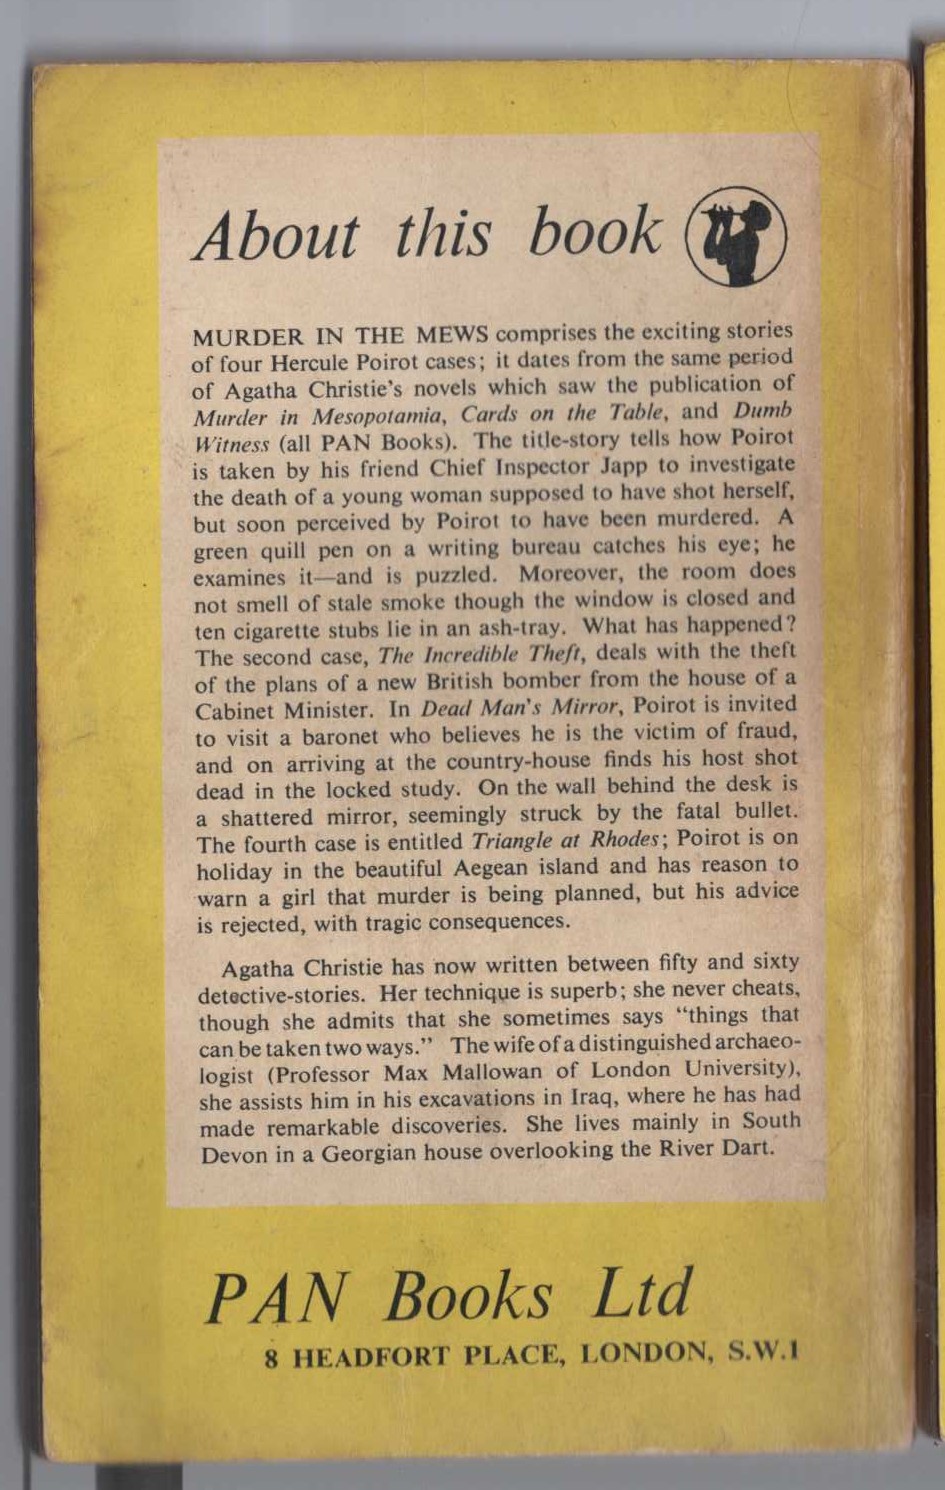 About this book
MURDER IN THE MEWS comprises the exciting stories
of four Hercule Poirot cases; it dates from the same period
of Agatha Christie's novels which saw the publication of
Murder in Mesopotamia, Cards on the Table, and Dumb
Witness (all PAN Books). The title-story tells how Poirot
is taken by his friend Chief Inspector Japp to investigate
the death of a young woman supposed to have shot herself,
but soon perceived by Poirot to have been murdered. A
green quill pen on a writing bureau catches his eye; he
examines it—and is puzzled. Moreover, the room does
not smell of stale smoke though the window is closed and
ten cigarette stubs lie in an ash-tray. What has happened?
The second case, The Incredible Theft, deals with the theft
of the plans of a new British bomber from the house of a
Cabinet Minister. In Dead Man's Mirror, Poirot is invited
to visit a baronet who believes he is the victim of fraud,
and on arriving at the country-house finds his host shot
dead in the locked study. On the wall behind the desk is
a shattered mirror, seemingly struck by the fatal bullet.
The fourth case is entitled Triangle at Rhodes; Poirot is on
holiday in the beautiful Aegean island and has reason to
warn a girl that murder is being planned, but his advice
is rejected, with tragic consequences.
Agatha Christie has now written between fifty and sixty
detective-stories. Her technique is superb; she never cheats,
though she admits that she sometimes says "things that
can be taken two ways." The wife of a distinguished archaeo-
logist (Professor Max Mallowan of London University),
she assists him in his excavations in Iraq, where he has had
made remarkable discoveries. She lives mainly in South
Devon in a Georgian house overlooking the River Dart.
PAN Books Ltd
8 HEADFORT PLACE, LONDON, S.W.1